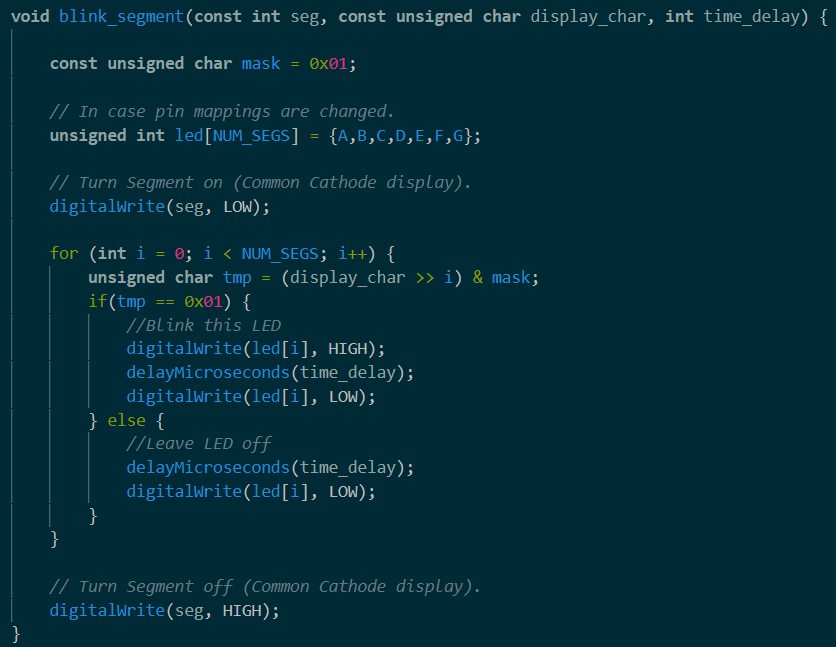 void blink_segment(const int seg, const unsigned char display_char, int time_delay) {
const unsigned char mask = 0x01;
// In case pin mappings are changed.
unsigned int led[NUM_SEGS] = {A,B,C,D,E,F,G};
// Turn Segment on (Common Cathode display).
digitalWrite(seg, LOW);
for (int i = 0; i < NUM_SEGS; i++) {
unsigned char tmp = (display_char >> i) & mask;
if(tmp == 0x01) {
//Blink this LED
digitalWrite(led[i], HIGH);
delayMicroseconds(time_delay);
digitalWrite(led[i], LOW);
} else {
//Leave LED off
delayMicroseconds(time_delay);
digitalWrite(led[i], LOW);
}
}
// Turn Segment off (Common Cathode display).
digitalWrite(seg, HIGH);
}